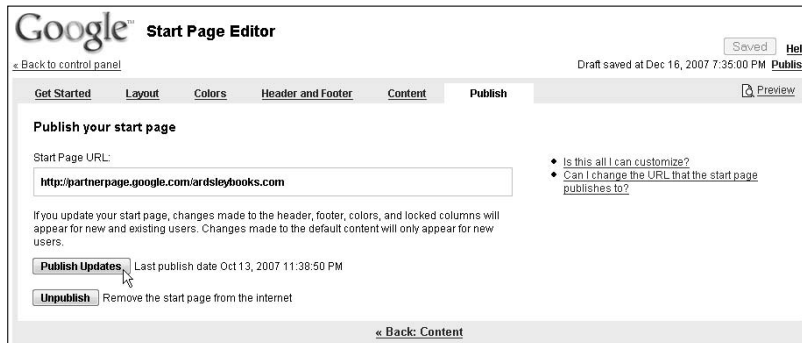 Google™ Start Page Editor
Saved Hel
« Back to control panel
Draft saved at Dec 16, 2007 7:35:00 PM Publis
Get Started Layout Colors Header and Footer Content Publish Preview
Publish your start page
Start Page URL:
http://partnerpage.google.com/ardsleybooks.com
Is this all I can customize?
Can I change the URL that the start page
publishes to?
If you update your start page, changes made to the header, footer, colors, and locked columns will
appear for new and existing users. Changes made to the default content will only appear for new
users.
Publish Updates Last publish date Oct 13, 2007 11:38:50 PM
Unpublish Remove the start page from the internet
« Back: Content